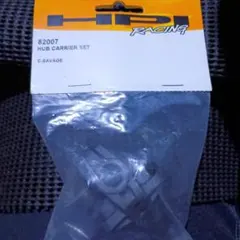 HPI
RACING
82007
HUB CARRIER SET
E-SAVAGE